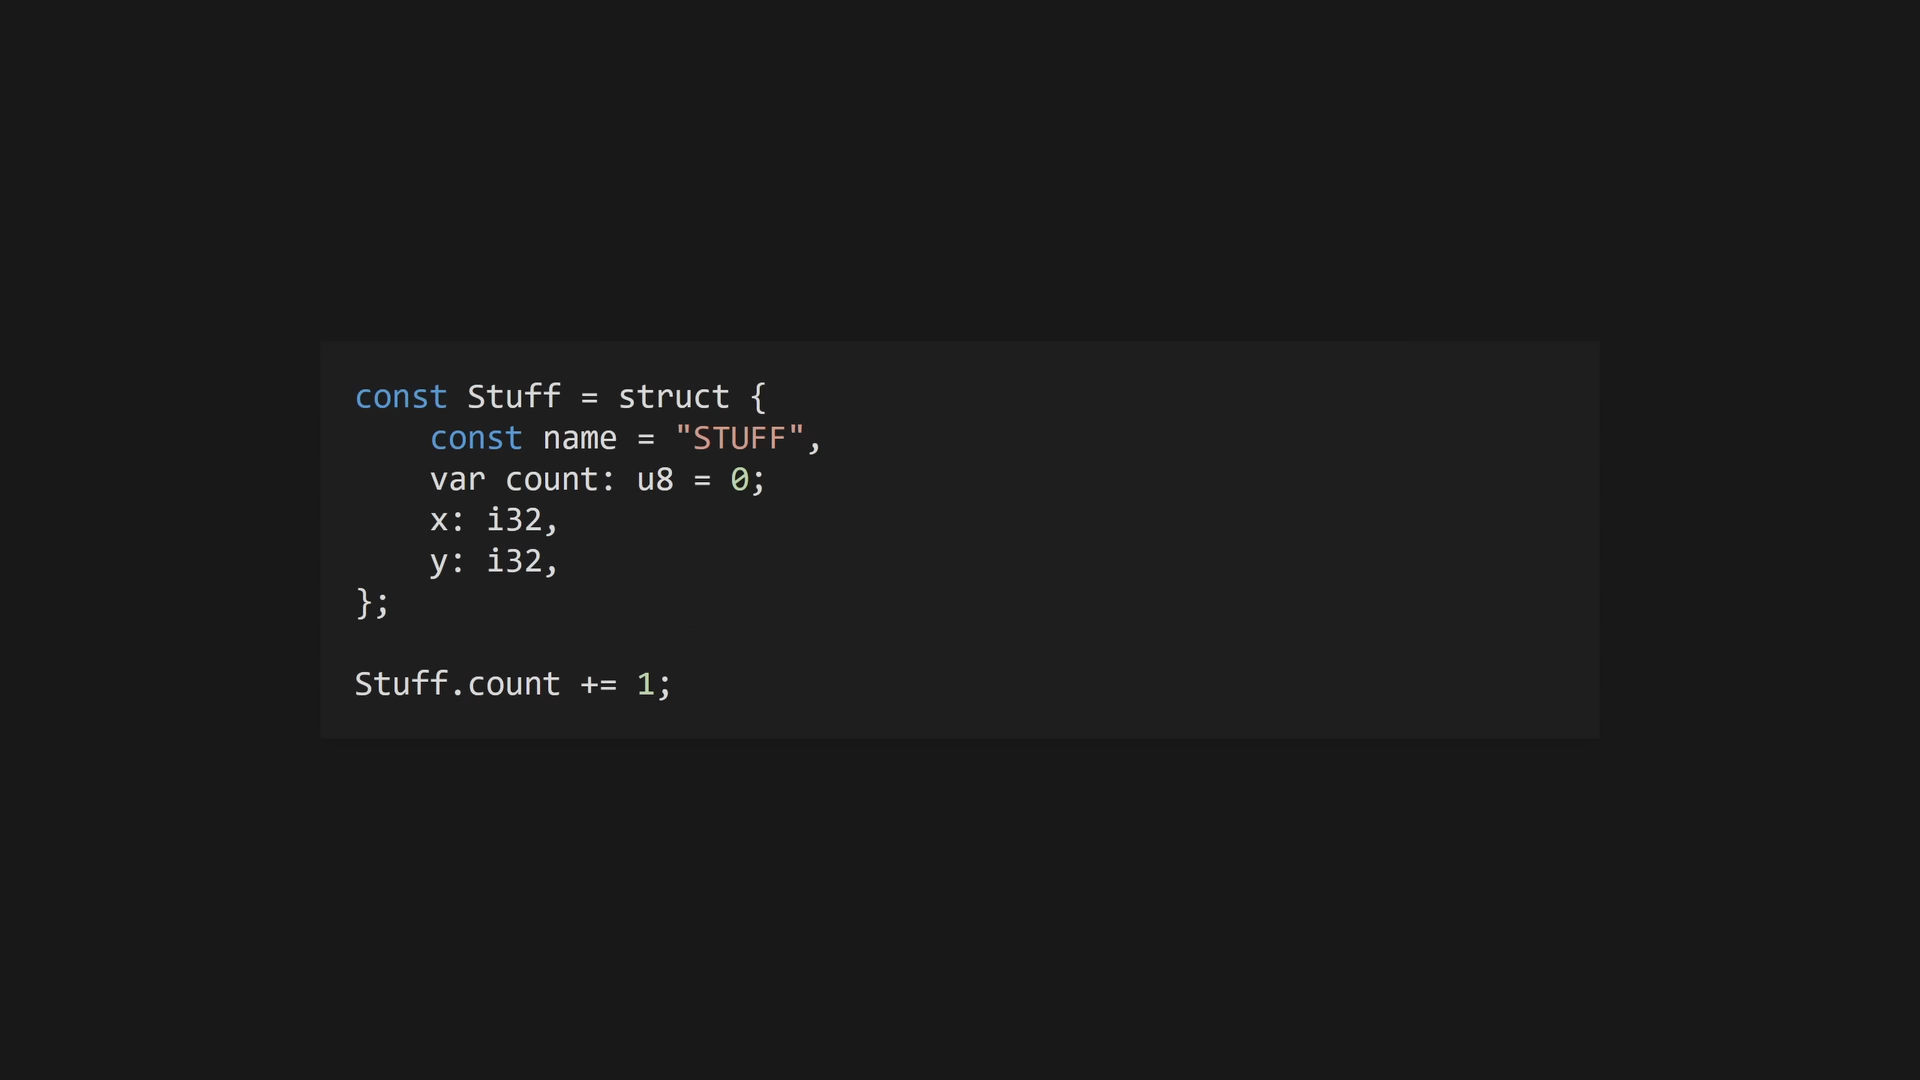 const Stuff = struct {
    const name = "STUFF",
    var count: u8 = 0;
    x: i32,
    y: i32,
};

Stuff.count += 1;